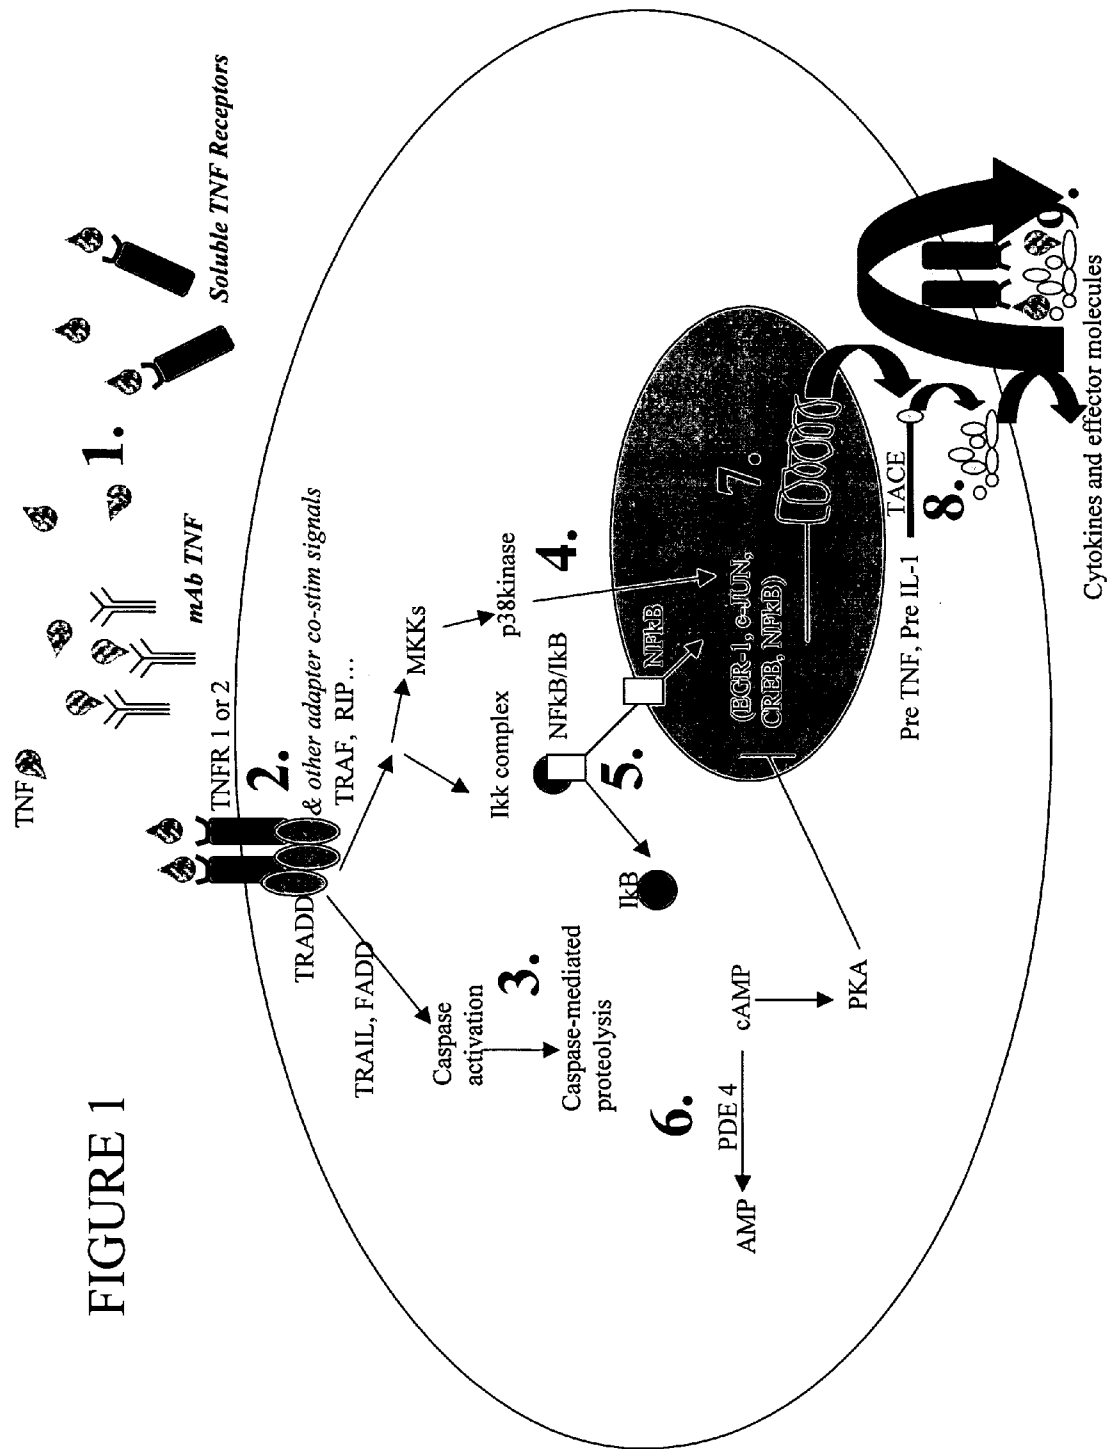 FIGURE 1
TNF
1.
mAb TNF
Soluble TNF Receptors
TNFR 1 or 2
2.
TRADD
& other adapter co-stim signals
TRAF, RIP…
TRAIL, FADD
MKKs
Caspase
activation
3.
Ikk complex
p38kinase
4.
Caspase-mediated
proteolysis
NFkB/IkB
5.
IkB
NFkB
6.
PDE 4
AMP
cAMP
PKA
(EGR-1, c-JUN,
CREB, NFkB)
7.
TACE
Pre TNF, Pre IL-1
8.
9.
Cytokines and effector molecules